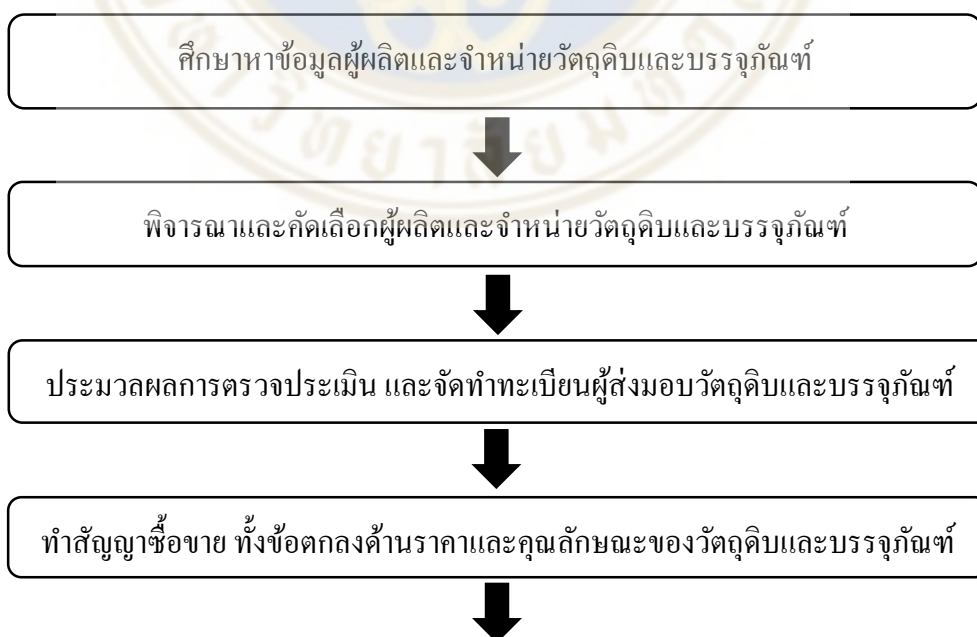 ศึกษาหาข้อมูลผู้ผลิตและจำหน่ายวัตถุดิบและบรรจุภัณฑ์
พิจารณาและคัดเลือกผู้ผลิตและจำหน่ายวัตถุดิบและบรรจุภัณฑ์
ประมวลผลการตรวจประเมิน และจัดทำทะเบียนผู้ส่งมอบวัตถุดิบและบรรจุภัณฑ์
ทำสัญญาซื้อขาย ทั้งข้อตกลงด้านราคาและคุณลักษณะของวัตถุดิบและบรรจุภัณฑ์